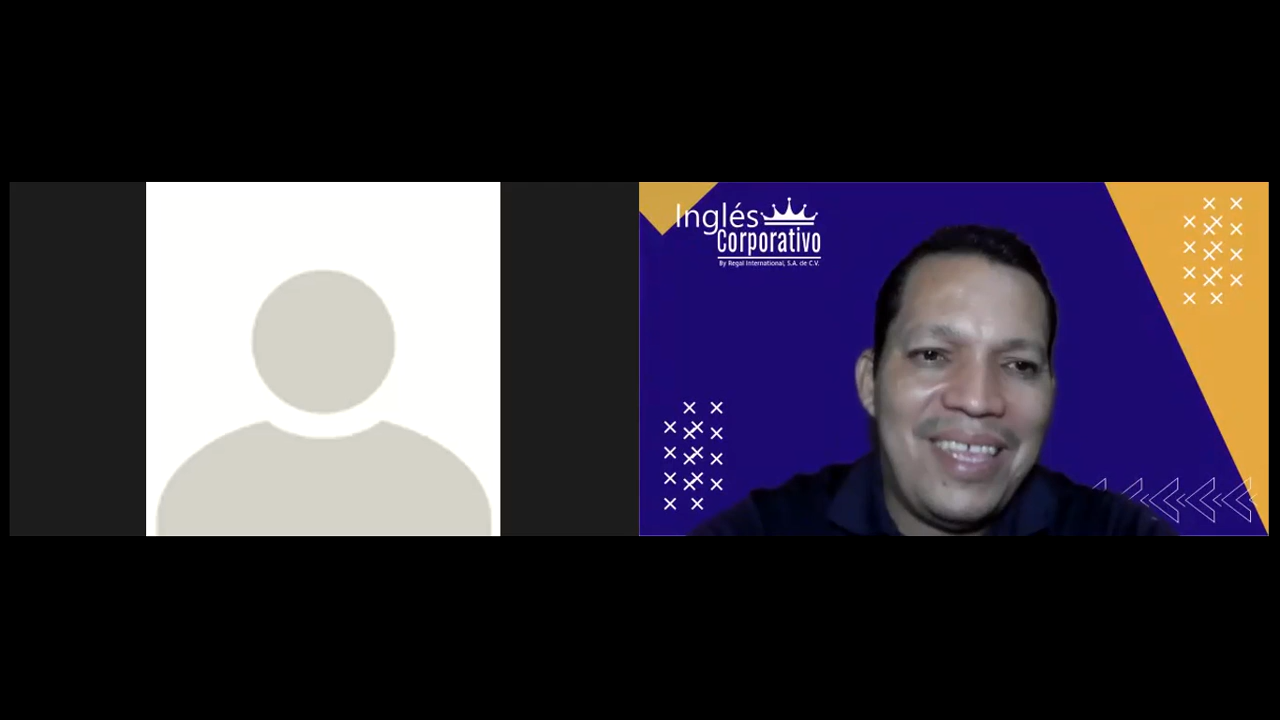 Inglés
Corporativo
By Regal International, S.A. de C.V.